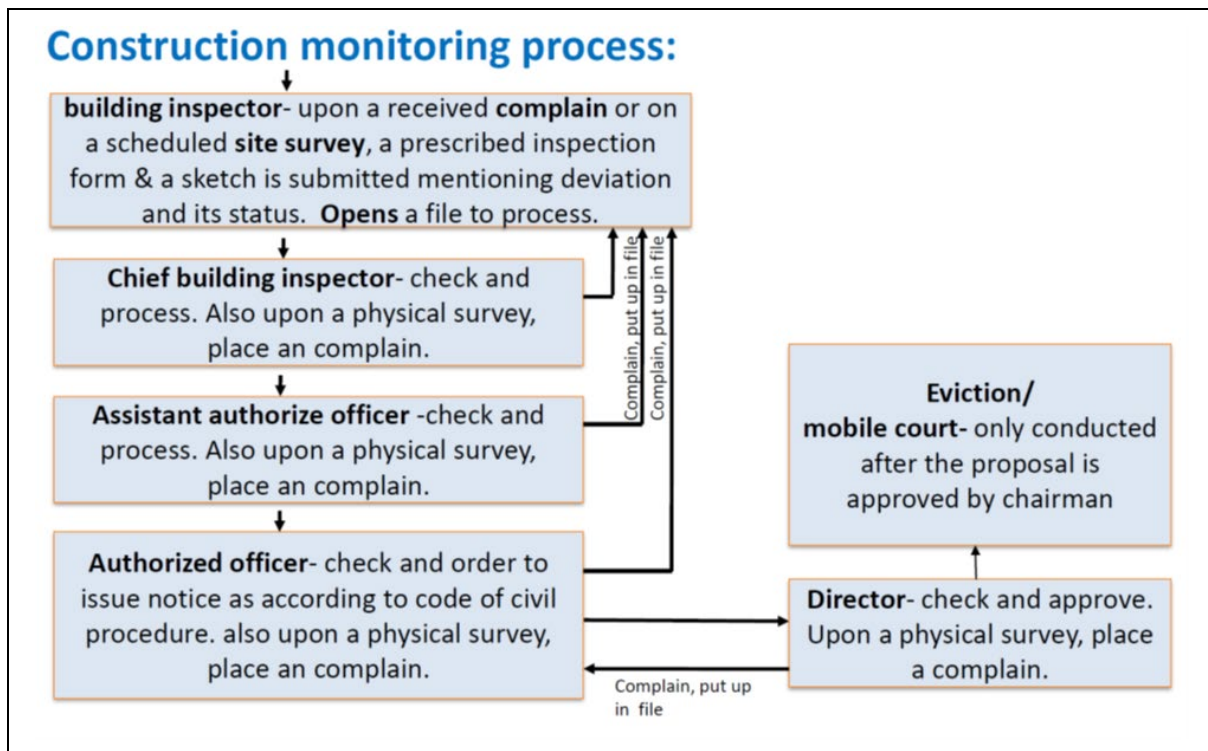 Construction monitoring process:
building inspector- upon a received complain or on
a scheduled site survey, a prescribed inspection
form & a sketch is submitted mentioning deviation
and its status. Opens a file to process.
Complain, put up in file
Complain, put up in file
Chief building inspector- check and
process. Also upon a physical survey,
place an complain.
Assistant authorize officer -check and
process. Also upon a physical survey,
place an complain.
Authorized officer- check and order to
issue notice as according to code of civil
procedure. also upon a physical survey,
place an complain.
Eviction/
mobile court- only conducted
after the proposal is
approved by chairman
Director- check and approve.
Upon a physical survey, place
a complain.
Complain, put up
in file